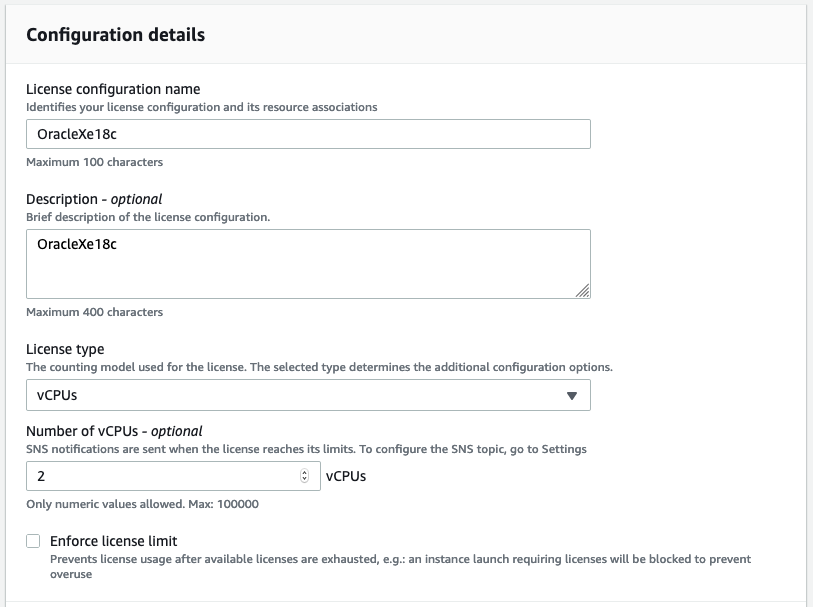 Configuration details
License configuration name
Identifies your license configuration and its resource associations
OracleXe18c
Maximum 100 characters
Description - optional
Brief description of the license configuration.
OracleXe18c
Maximum 400 characters
License type
The counting model used for the license. The selected type determines the additional configuration options.
vCPUs
Number of vCPUs - optional
SNS notifications are sent when the license reaches its limits. To configure the SNS topic, go to Settings
2 vCPUs
Only numeric values allowed. Max: 100000
Enforce license limit
Prevents license usage after available licenses are exhausted, e.g.: an instance launch requiring licenses will be blocked to prevent
overuse